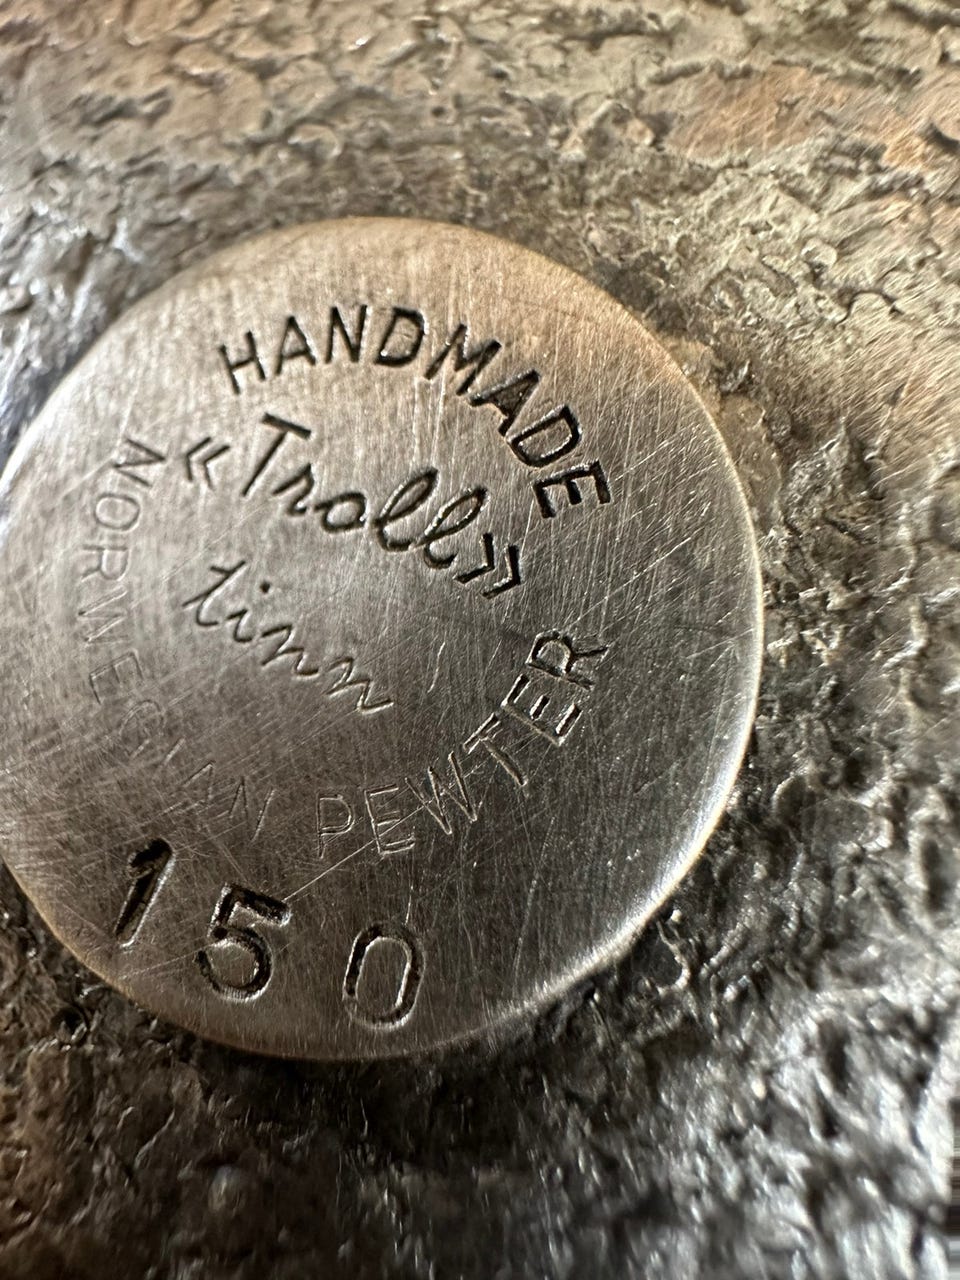 HANDMADE
«Troll»
tinn
NORWEGIAN PEWTER
150